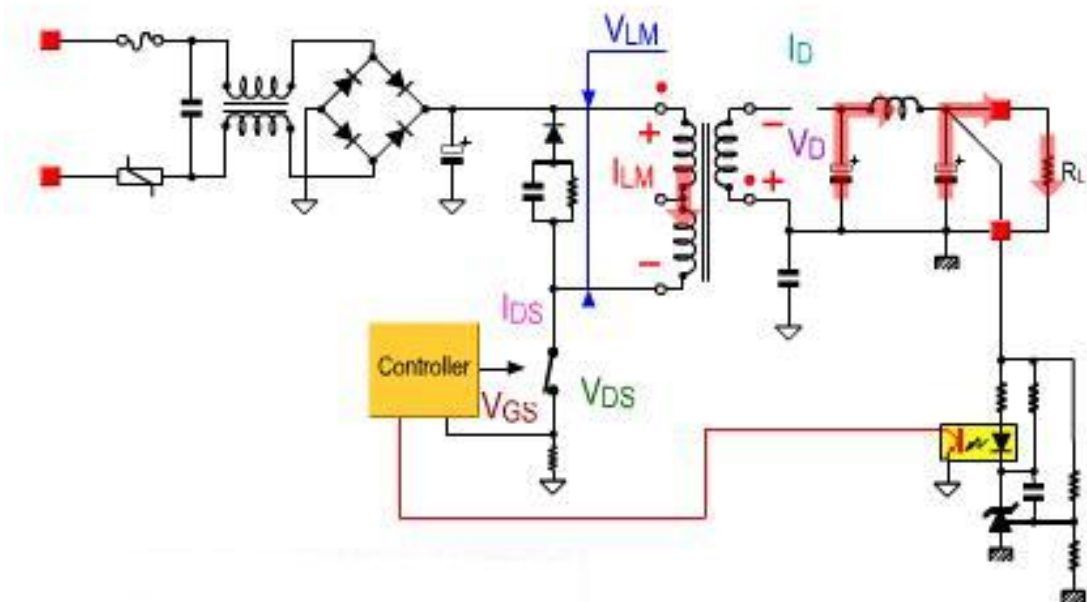 VLM
ID
+
-
+
VD
+
+
ILM
+
RL
-
IDS
Controller
VGS
VDS